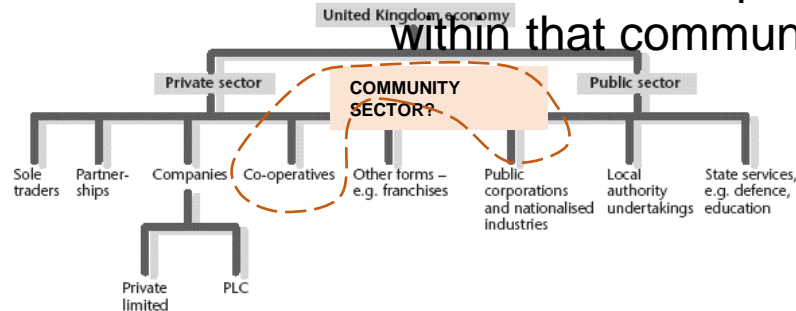 United Kingdom economy
within that commun
Private sector
COMMUNITY
SECTOR?
Public sector
Sole
traders
Partner-
ships
Companies
Co-operatives
Other forms –
e.g. franchises
Public
corporations
and nationalised
industries
Local
authority
undertakings
State services,
e.g. defence,
education
Private
limited
PLC